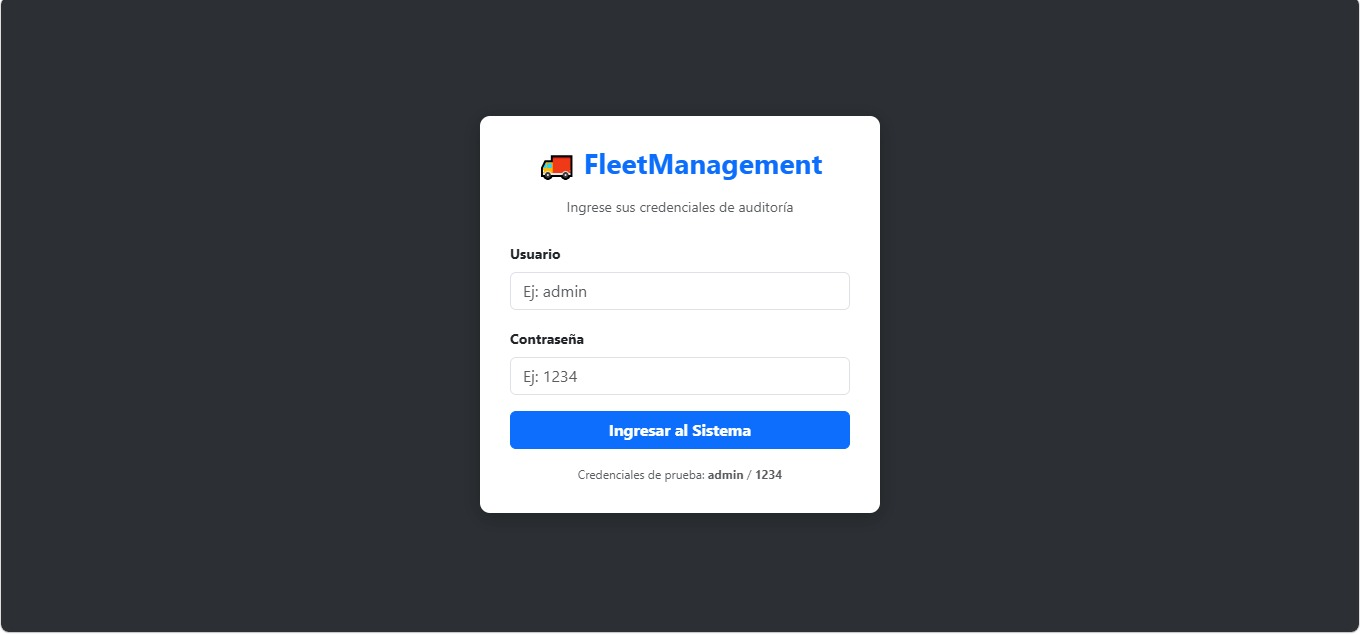 FleetManagement
Ingrese sus credenciales de auditoría
Usuario
Ej: admin
Contraseña
Ej: 1234
Ingresar al Sistema
Credenciales de prueba: admin / 1234